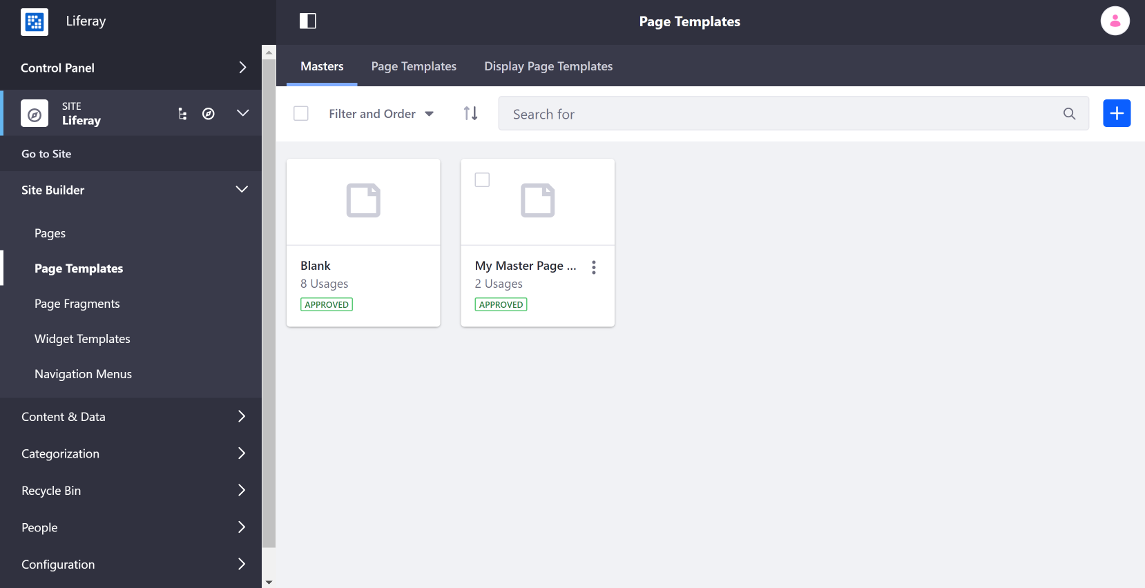 Liferay
Control Panel
SITE
Liferay
Go to Site
Site Builder
Pages
Page Templates
Page Fragments
Widget Templates
Navigation Menus
Content & Data
Categorization
Recycle Bin
People
Configuration
Page Templates
Masters Page Templates Display Page Templates
Filter and Order Search for
Blank
8 Usages
APPROVED
My Master Page ...
2 Usages
APPROVED